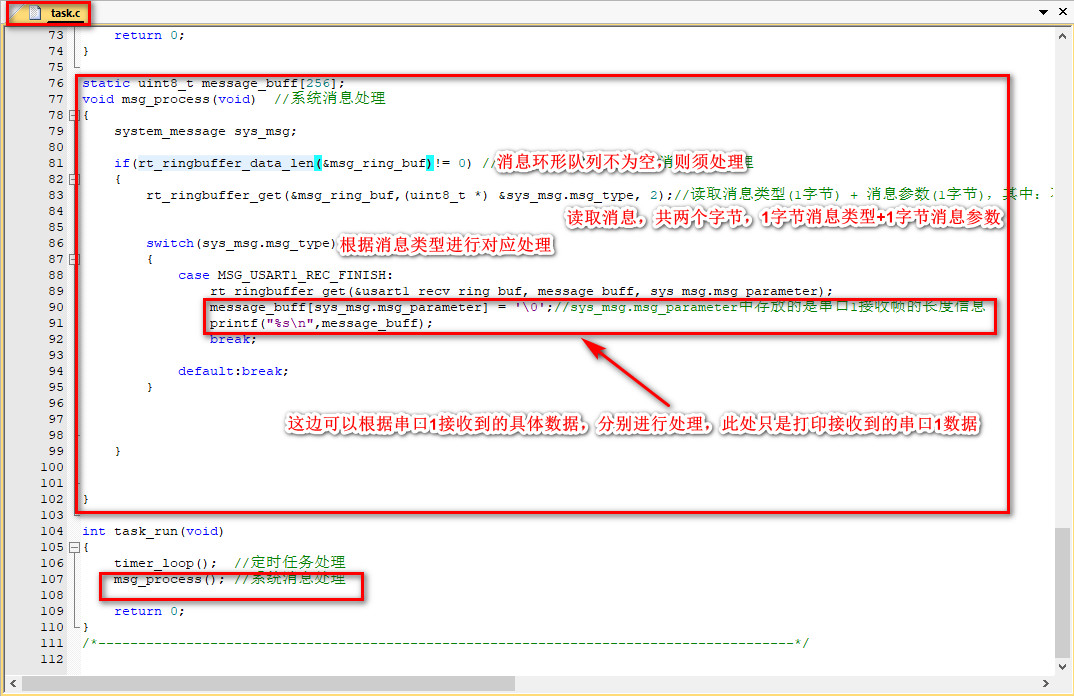 task.c
73 return 0;
74 }
75
76 static uint8_t message_buff[256];
77 void msg_process(void) //系统消息处理
78 {
79 system_message sys_msg;
80
81 if(rt_ringbuffer_data_len(&msg_ring_buf)!= 0) // 消息环形队列不为空，则须处理
82 {
83 rt_ringbuffer_get(&msg_ring_buf,(uint8_t *) &sys_msg.msg_type, 2);//读取消息类型(1字节) + 消息参数(1字节)，其中：
84
读取消息，共两个字节，1字节消息类型+1字节消息参数
85
86 switch(sys_msg.msg_type) 根据消息类型进行对应处理
87 {
88 case MSG_USART1_REC_FINISH:
89 rt_ringbuffer_get(&usart1_recv_ring_buf, message_buff, sys_msg.msg_parameter);
90 message_buff[sys_msg.msg_parameter] = '\0';//sys_msg.msg_parameter中存放的是串口1接收帧的长度信息
91 printf("%s\n",message_buff);
92 break;
93
94 default:break;
95 }
96
97
这边可以根据串口1接收到的具体数据，分别进行处理，此处只是打印接收到的串口1数据
98
99 }
100
101
102 }
103
104 int task_run(void)
105 {
106 timer_loop(); //定时任务处理
107 msg_process(); //系统消息处理
108
109 return 0;
110 }
111 /*---------------------------------------------------------------------------------------*/
112